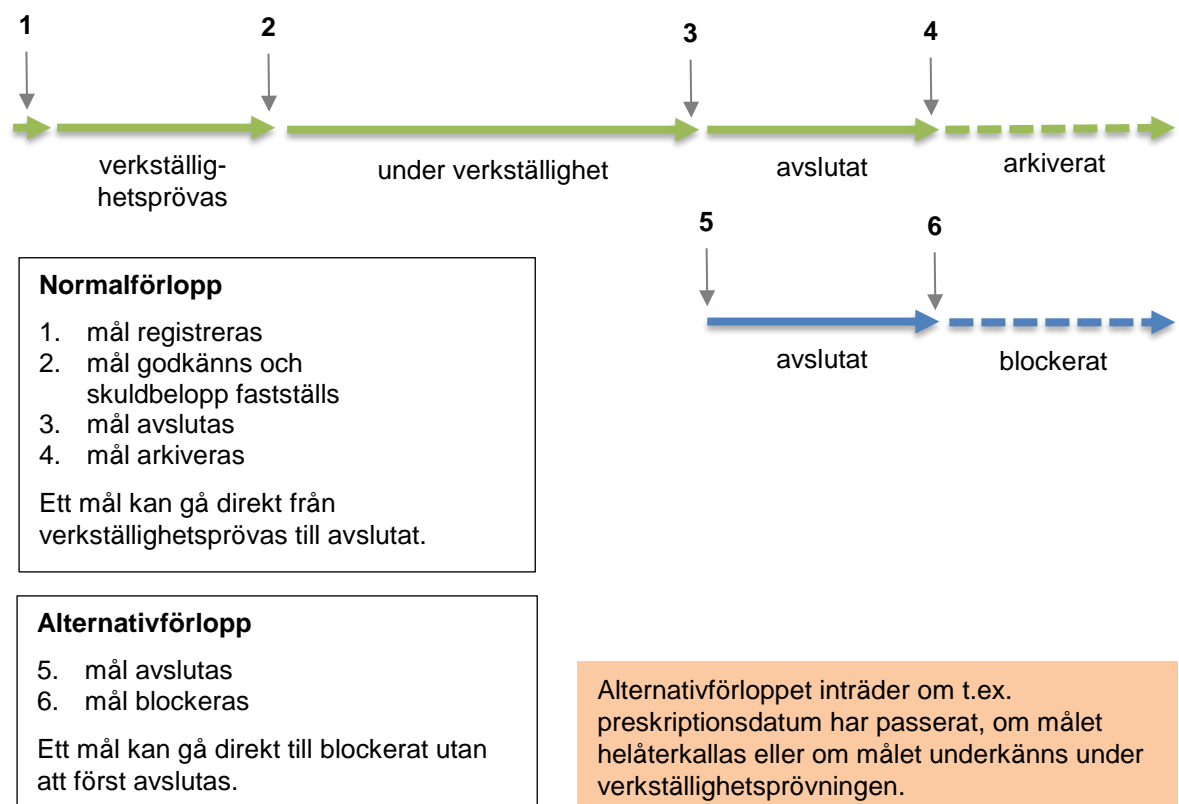 1
2
3
4
verkställig-
hetsprövas
under verkställighet
avslutat
arkiverat
5
6
avslutat
blockerat
Normalförlopp
1. mål registreras
2. mål godkänns och
skuldbelopp fastställs
3. mål avslutas
4. mål arkiveras
Ett mål kan gå direkt från
verkställighetsprövas till avslutat.
Alternativförlopp
5. mål avslutas
6. mål blockeras
Ett mål kan gå direkt till blockerat utan
att först avslutas.
Alternativförloppet inträder om t.ex.
preskriptionsdatum har passerat, om målet
helåterkallas eller om målet underkänns under
verkställighetsprövningen.